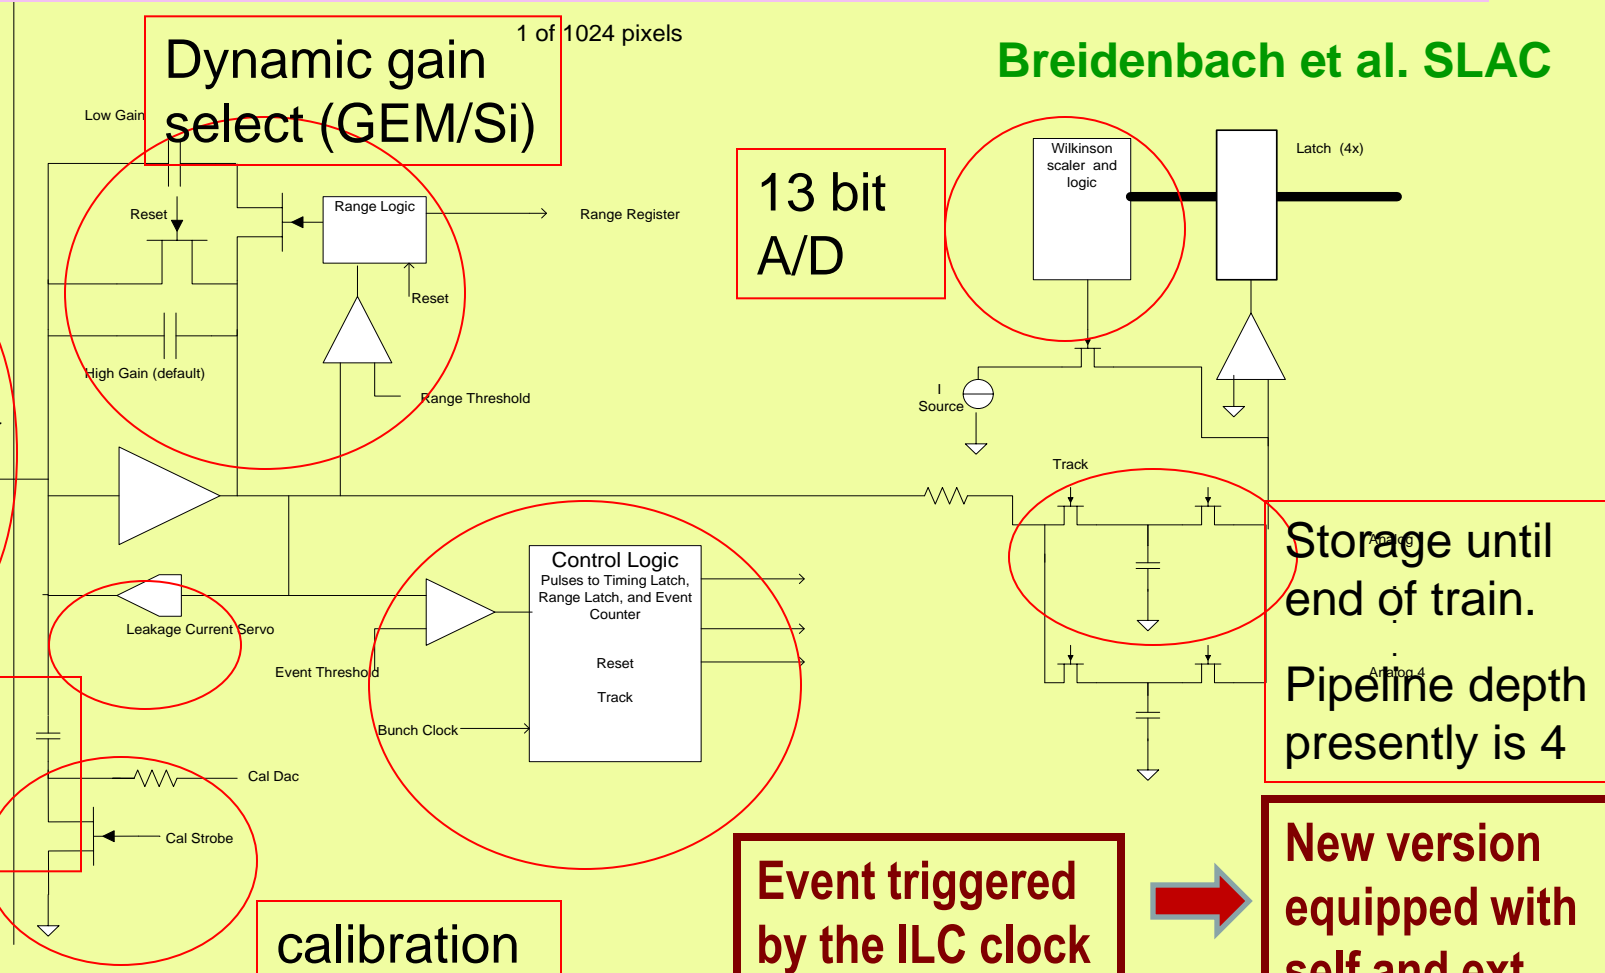 1 of 1024 pixels
Dynamic gain
select (GEM/Si)
Breidenbach et al. SLAC
Low Gain
Reset
Range Logic
Range Register
Reset
High Gain (default)
Range Threshold
13 bit
A/D
Wilkinson
scaler and
logic
Latch (4x)
I
Source
Track
Leakage Current Servo
Event Threshold
Control Logic
Pulses to Timing Latch,
Range Latch, and Event
Counter
Reset
Track
Bunch Clock
Analog
Storage until
end of train.
Analog 4
Pipeline depth
presently is 4
Cal Dac
Cal Strobe
calibration
Event triggered
by the ILC clock
New version
equipped with
self and ext